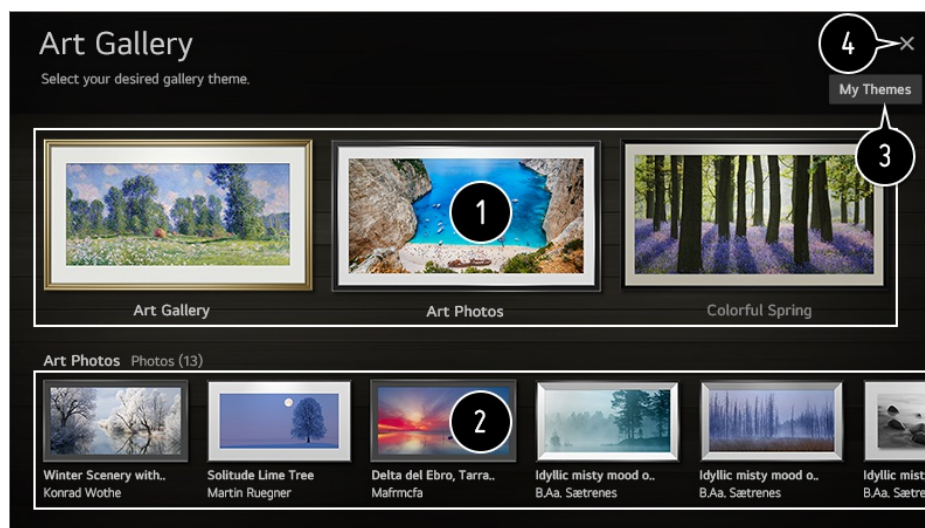 Art Gallery
4
Select your desired gallery theme.
My Themes
3
1
Art Gallery
Art Photos
Colorful Spring
Art Photos Photos (13)
2
Winter Scenery with..
Solitude Lime Tree
Delta del Ebro, Tarra..
Idyllic misty mood o..
Idyllic misty mood o..
Idyllic mist
Konrad Wothe
Martin Ruegner
Mafrmcfa
B.Aa. Sætrenes
B.Aa. Sætrenes
B.Aa. Sætre